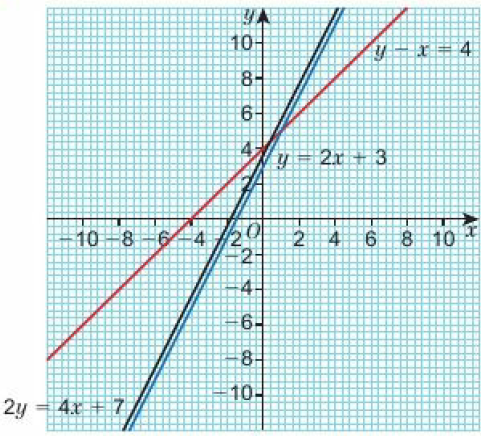 y
10
y − x = 4
8
6
4
y = 2x + 3
2
−10 −8 −6 −4 −2 O 2 4 6 8 10 x
−2
−4
−6
−8
2y = 4x + 7
−10